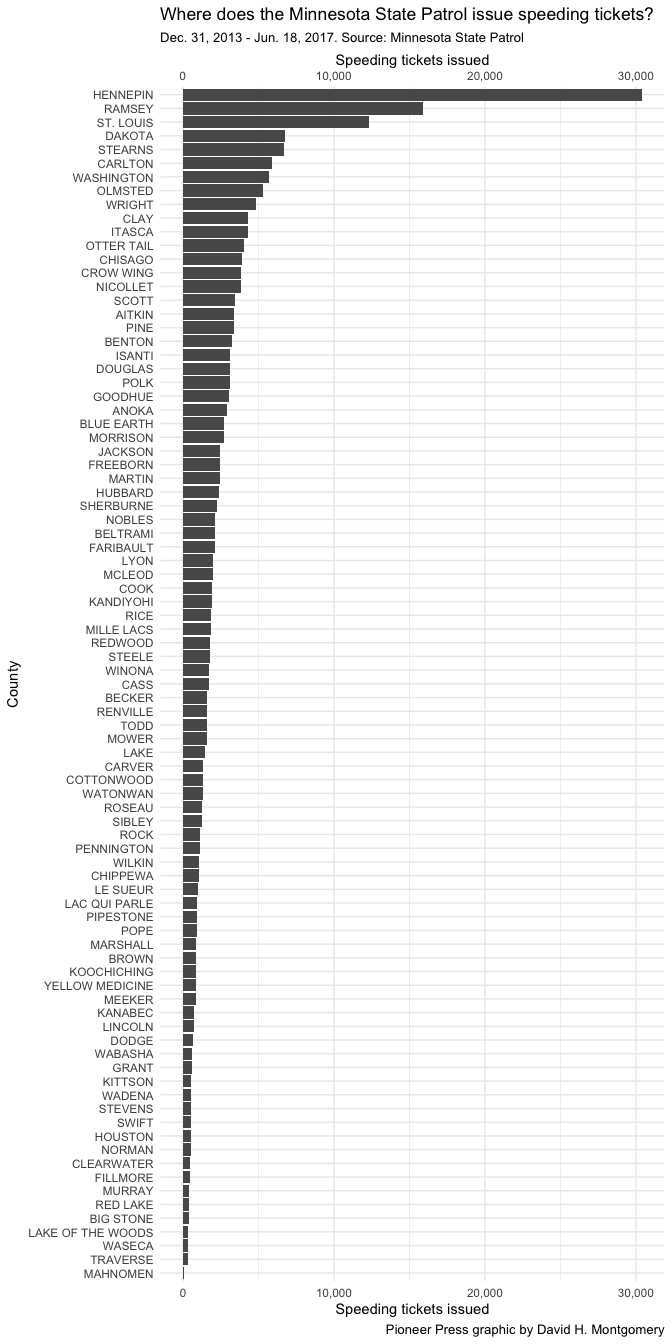 Where does the Minnesota State Patrol issue speeding tickets?
Dec. 31, 2013 - Jun. 18, 2017. Source: Minnesota State Patrol
Speeding tickets issued
0 10,000 20,000 30,000
HENNEPIN
RAMSEY
ST. LOUIS
DAKOTA
STEARNS
CARLTON
WASHINGTON
OLMSTED
WRIGHT
CLAY
ITASCA
OTTER TAIL
CHISAGO
CROW WING
NICOLLET
SCOTT
AITKIN
PINE
BENTON
ISANTI
DOUGLAS
POLK
GOODHUE
ANOKA
BLUE EARTH
MORRISON
JACKSON
FREEBORN
MARTIN
HUBBARD
SHERBURNE
NOBLES
BELTRAMI
FARIBAULT
LYON
MCLEOD
COOK
KANDIYOHI
RICE
MILLE LACS
REDWOOD
STEELE
WINONA
CASS
BECKER
RENVILLE
TODD
MOWER
LAKE
CARVER
COTTONWOOD
WATONWAN
ROSEAU
SIBLEY
ROCK
PENNINGTON
WILKIN
CHIPPEWA
LE SUEUR
LAC QUI PARLE
PIPESTONE
POPE
MARSHALL
BROWN
KOOCHICHING
YELLOW MEDICINE
MEEKER
KANABEC
LINCOLN
DODGE
WABASHA
GRANT
KITTSON
WADENA
STEVENS
SWIFT
HOUSTON
NORMAN
CLEARWATER
FILLMORE
MURRAY
RED LAKE
BIG STONE
LAKE OF THE WOODS
WASECA
TRAVERSE
MAHNOMEN
County
0 10,000 20,000 30,000
Speeding tickets issued
Pioneer Press graphic by David H. Montgomery